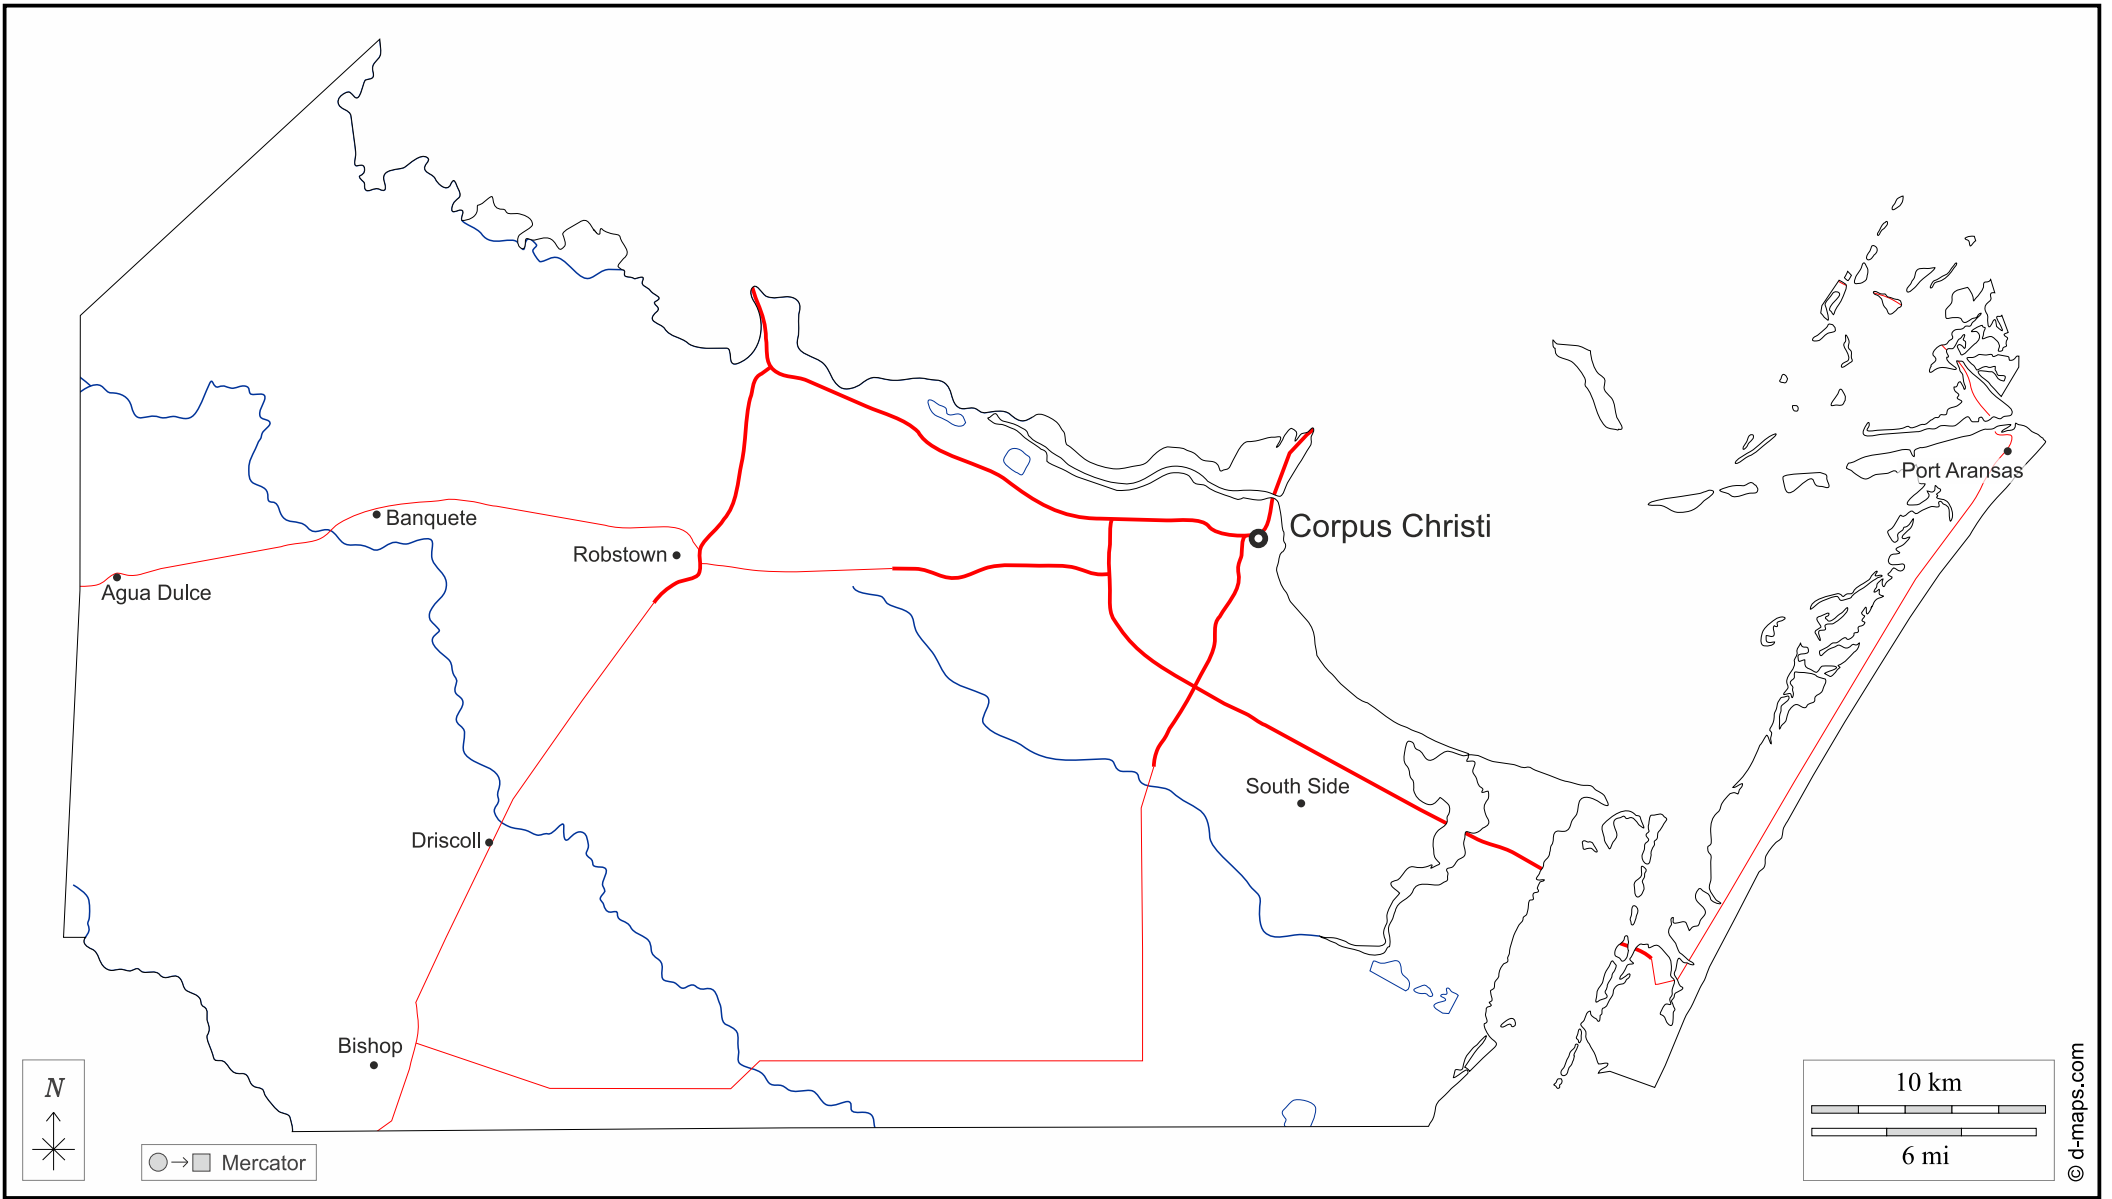 Port Aransas
Corpus Christi
Banquete
Robstown
Agua Dulce
South Side
Driscoll
Bishop
N
Mercator
10 km
6 mi
© d-maps.com